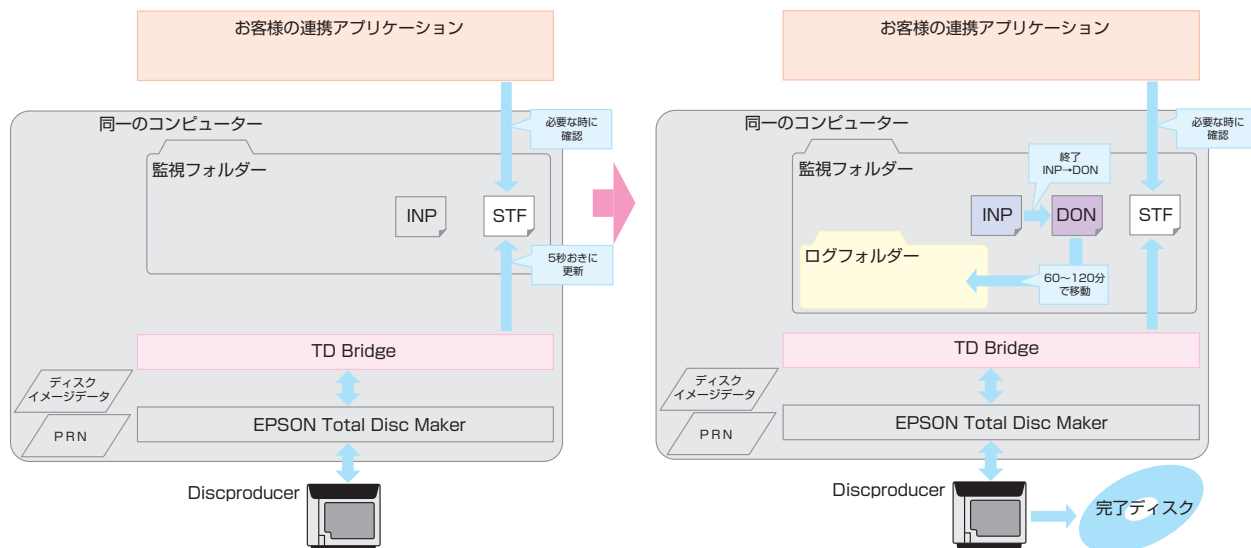 お客様の連携アプリケーション
同一のコンピューター
必要な時に
確認
監視フォルダー
INP
STF
5秒おきに
更新
TD Bridge
ディスク
イメージデータ
EPSON Total Disc Maker
PRN
Discproducer
お客様の連携アプリケーション
同一のコンピューター
必要な時に
確認
監視フォルダー
終了
INP→DON
INP
DON
STF
ログフォルダー
60～120分
で移動
TD Bridge
ディスク
イメージデータ
EPSON Total Disc Maker
PRN
Discproducer
完了ディスク